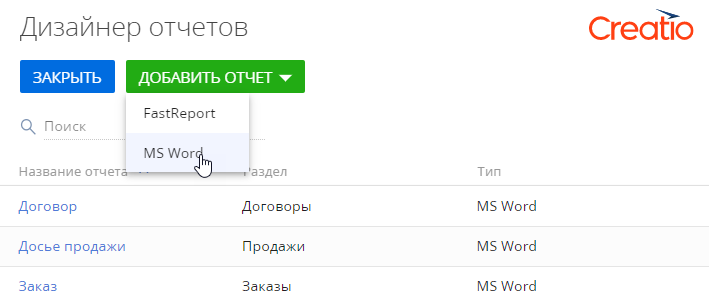 Дизайнер отчетов
Creatio
ЗАКРЫТЬ
ДОБАВИТЬ ОТЧЕТ
FastReport
Поиск
MS Word
Название отчета Раздел Тип
Договор Договоры MS Word
Досье продажи Продажи MS Word
Заказ Заказы MS Word